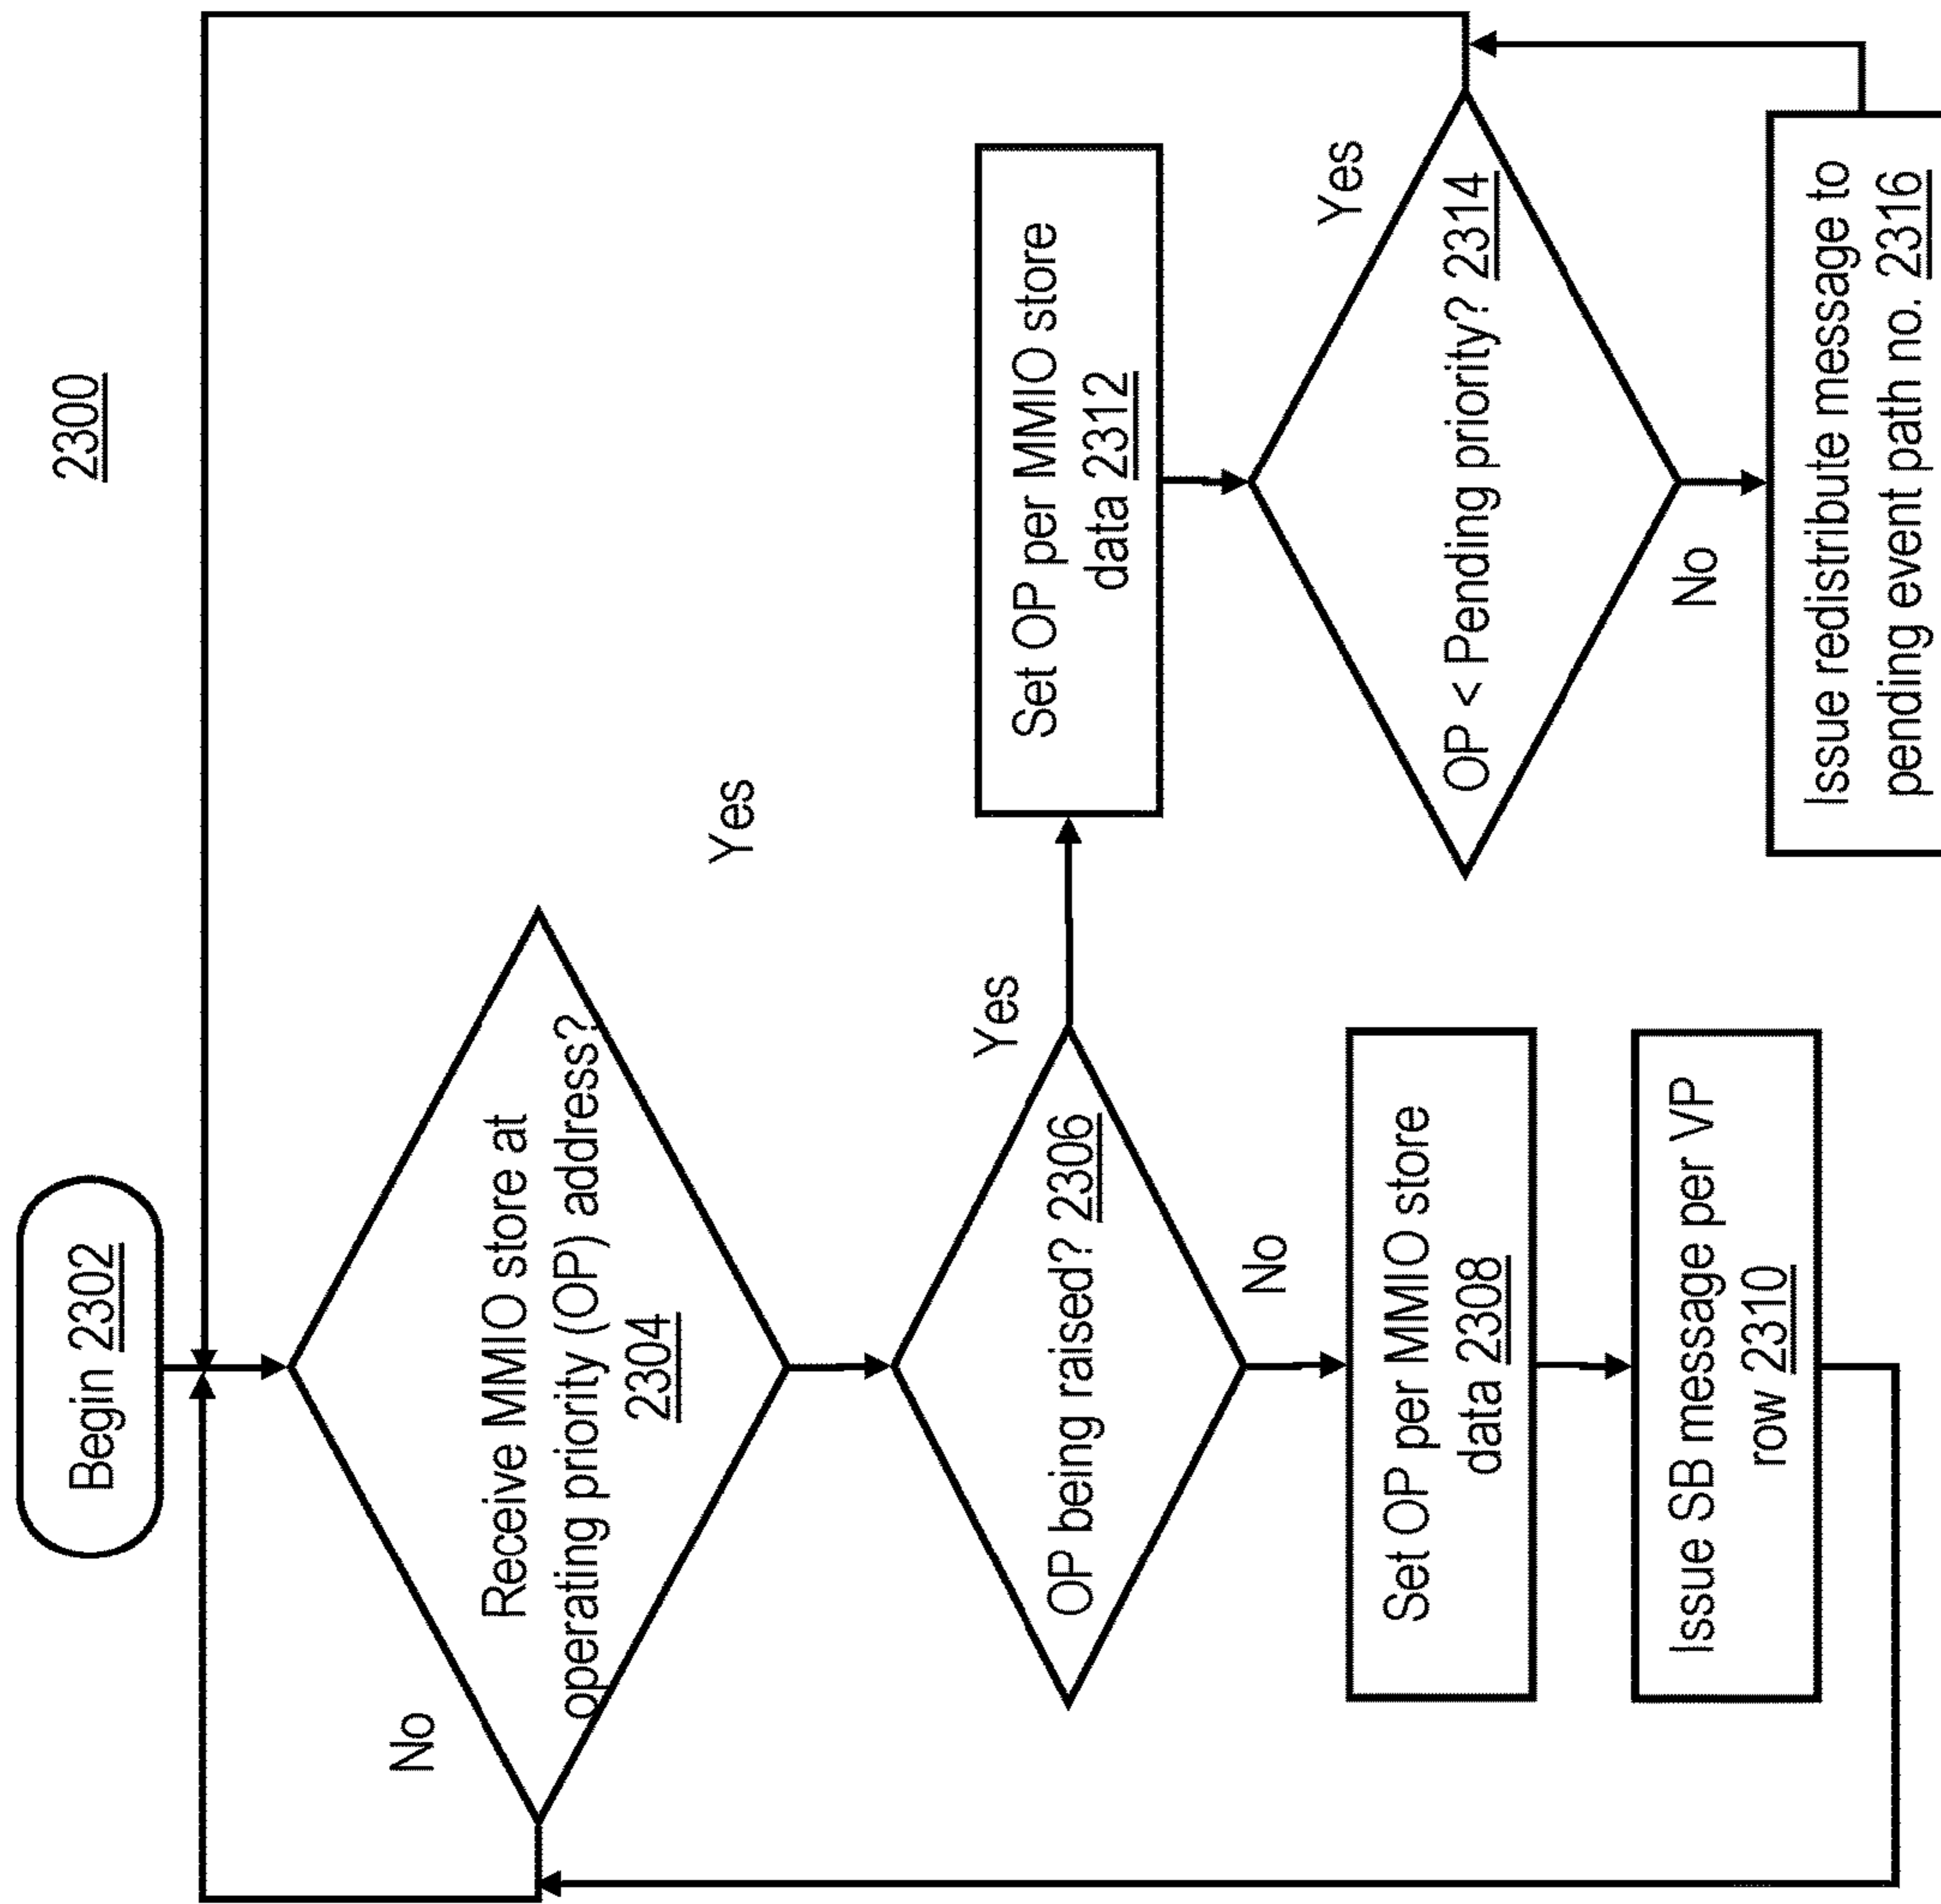 2300
Begin 2302
Receive MMIO store at
operating priority (OP) address?
2304
No
Yes
OP being raised? 2306
Yes
No
Set OP per MMIO store
data 2308
Issue SB message per VP
row 2310
Set OP per MMIO store
data 2312
OP < Pending priority? 2314
Yes
No
Issue redistribute message to
pending event path no. 2316